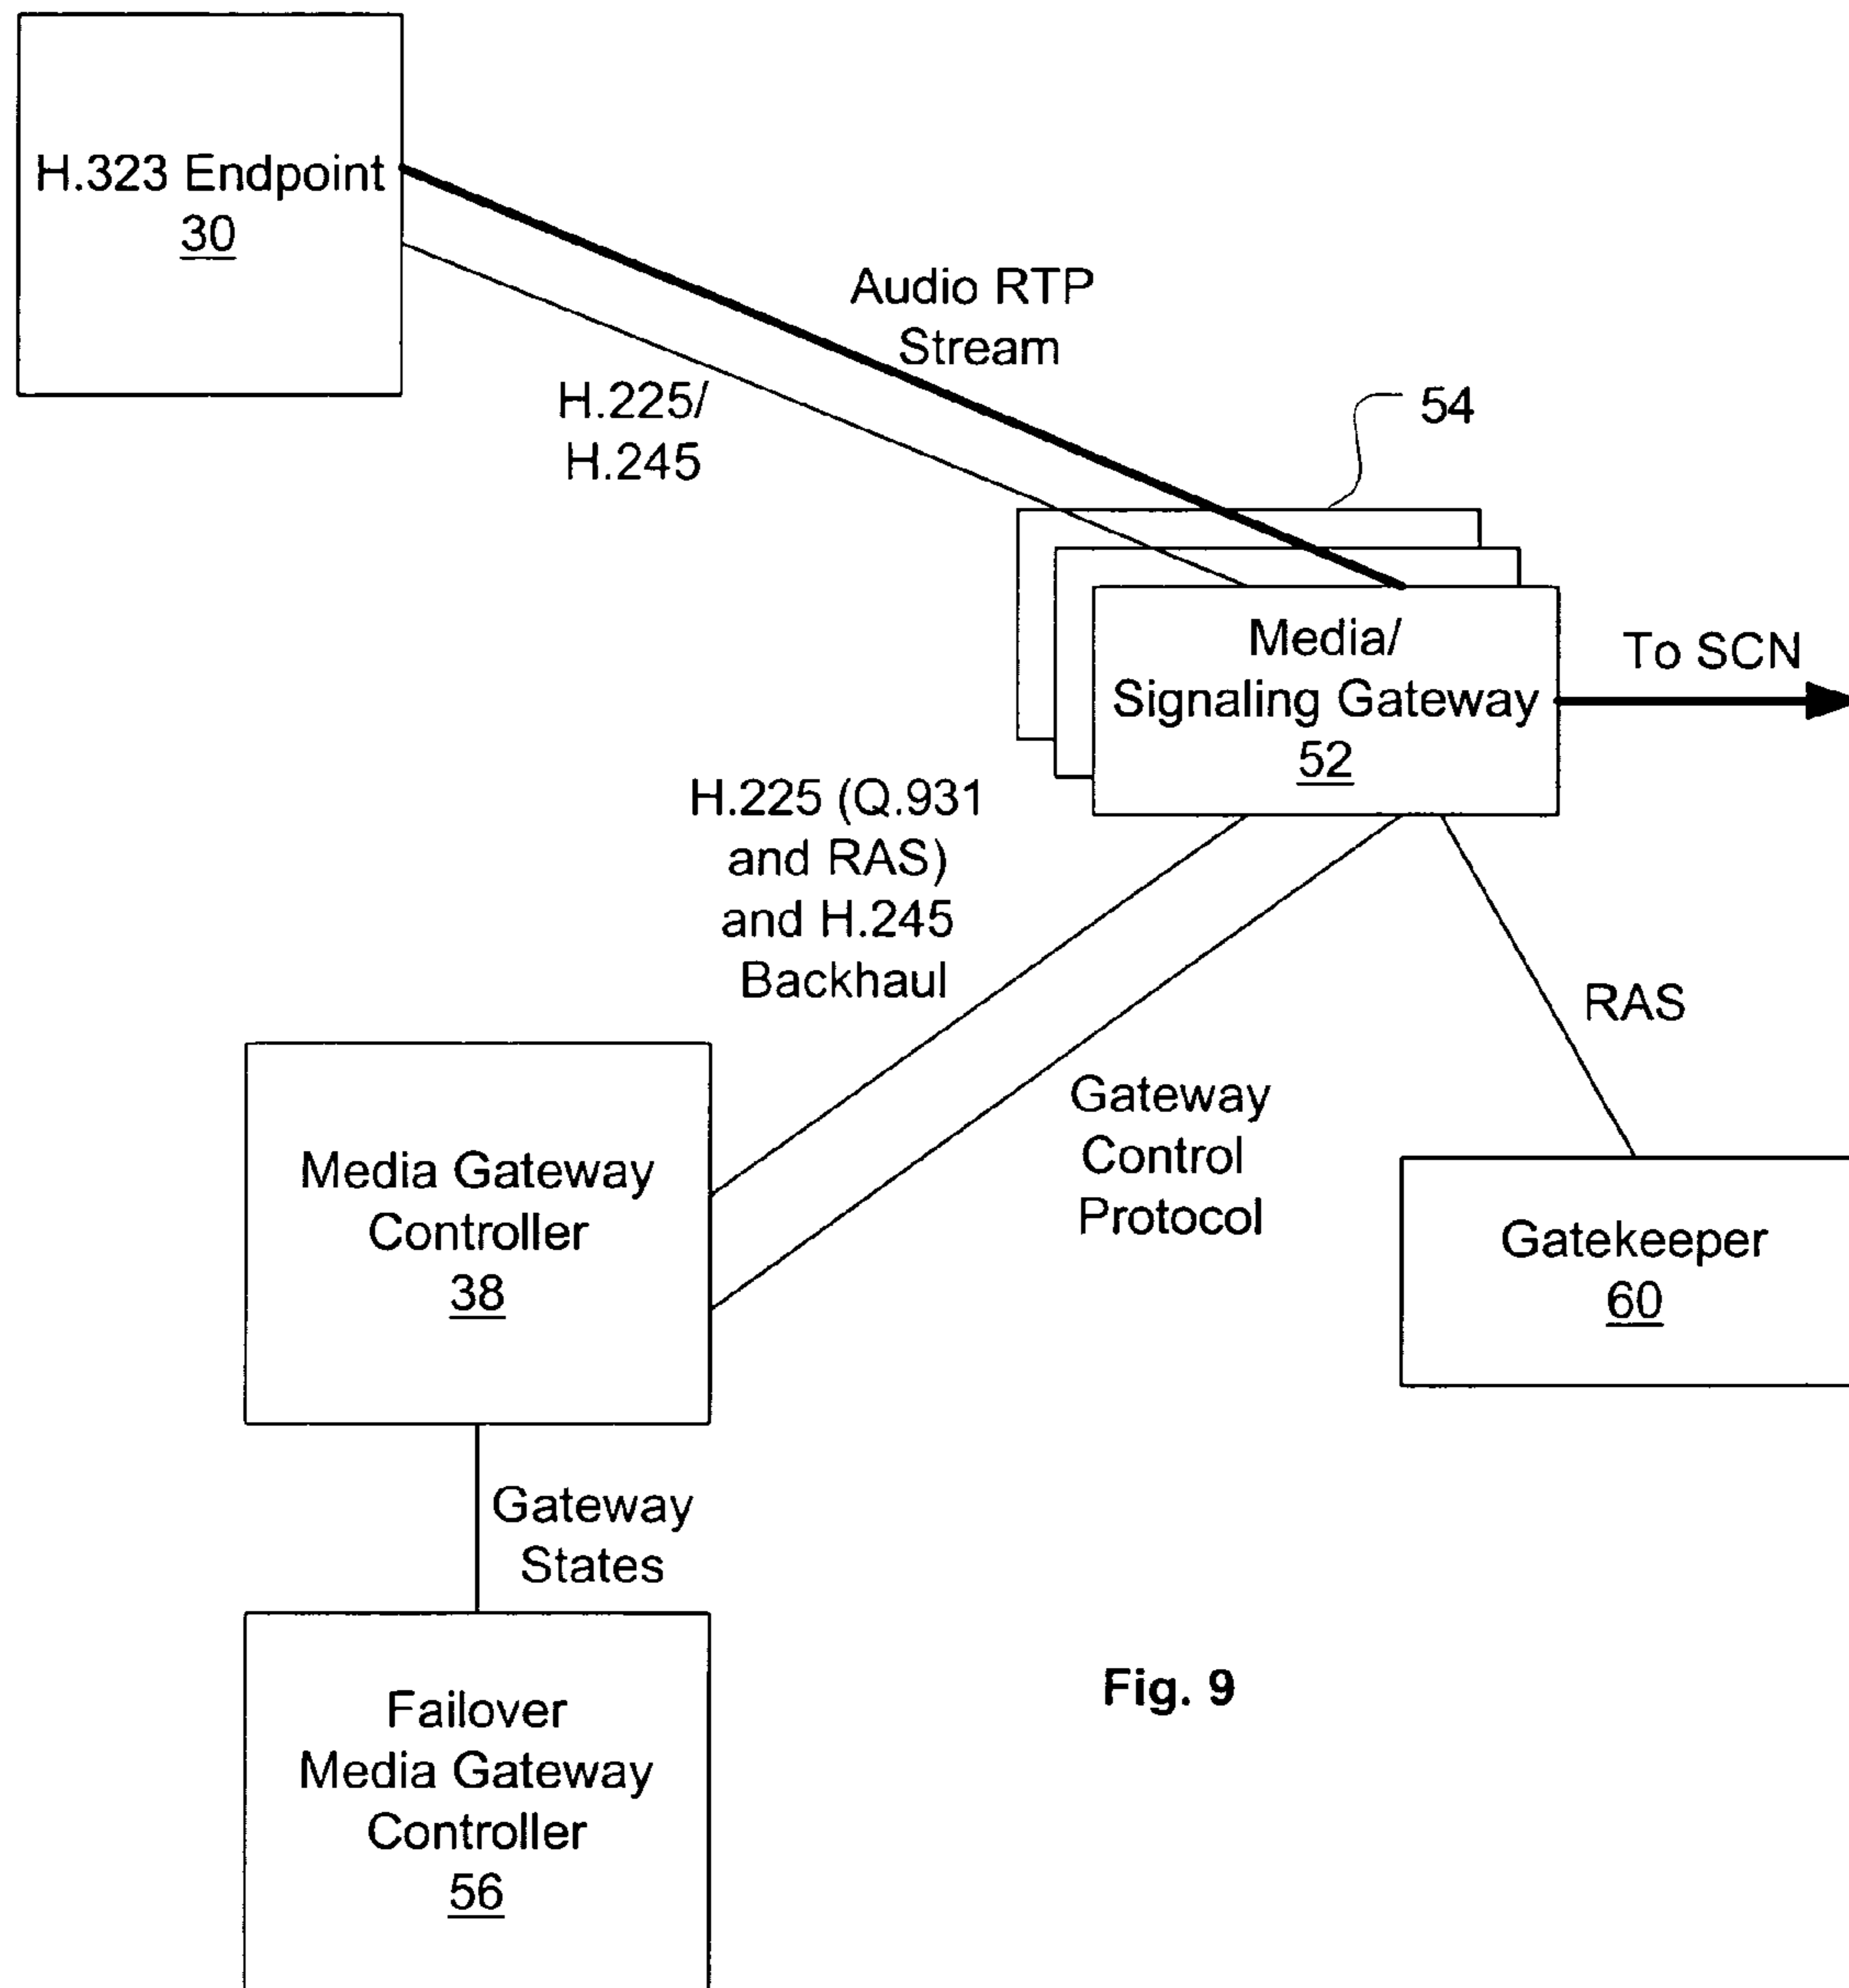 H.323 Endpoint
30
Audio RTP
Stream
H.225/
H.245
54
Media/
Signaling Gateway
52
To SCN
H.225 (Q.931
and RAS)
and H.245
Backhaul
RAS
Gateway
Control
Protocol
Media Gateway
Controller
38
Gatekeeper
60
Gateway
States
Failover
Media Gateway
Controller
56
Fig. 9